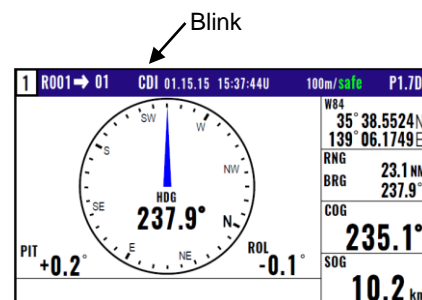 Blink
1 R001➡ 01 CDI 01.15.15 15:37:44U 100m/safe P1.7D
W84
35°38.5524N
139°06.1749E
RNG 23.1 NM
BRG 237.9°
COG
235.1°
SOG
10.2 kn
SW
W
S
NW
HDG
237.9°
SE
N
E
NE
PIT
+0.2°
ROL
-0.1°